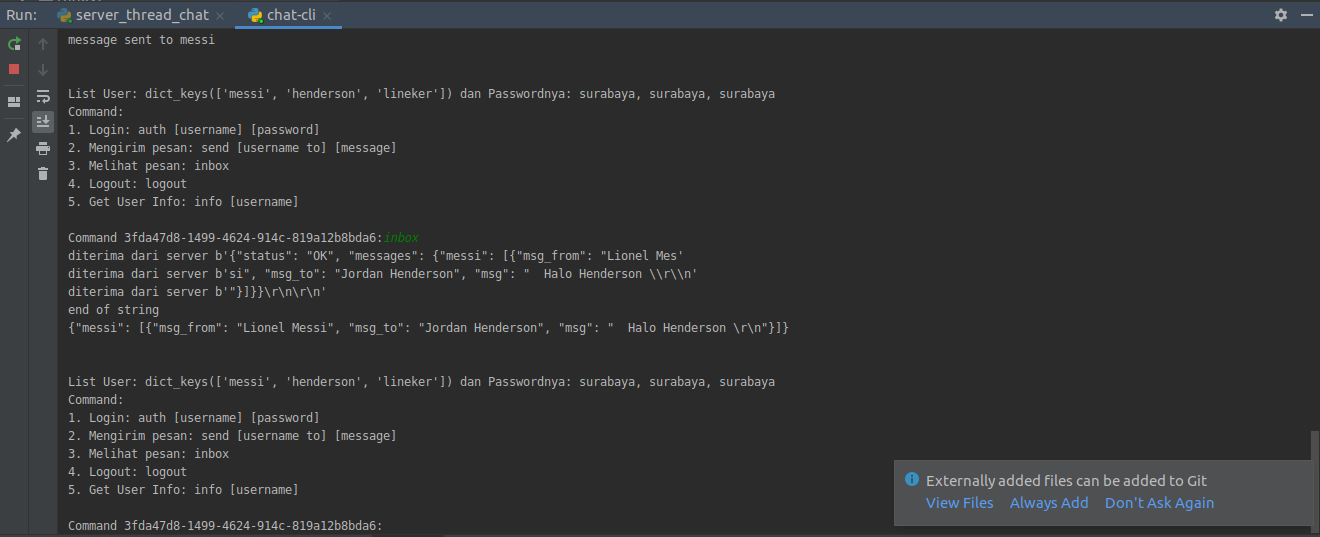 Run: server_thread_chat × chat-cli ×
message sent to messi
List User: dict_keys(['messi', 'henderson', 'lineker']) dan Passwordnya: surabaya, surabaya, surabaya
Command:
1. Login: auth [username] [password]
2. Mengirim pesan: send [username to] [message]
3. Melihat pesan: inbox
4. Logout: logout
5. Get User Info: info [username]
Command 3fda47d8-1499-4624-914c-819a12b8bda6:inbox
diterima dari server b'{"status": "OK", "messages": {"messi": [{"msg_from": "Lionel Mes'
diterima dari server b'si", "msg_to": "Jordan Henderson", "msg": "  Halo Henderson \\r\\n'
diterima dari server b'"}]}}\r\n\r\n'
end of string
{"messi": [{"msg_from": "Lionel Messi", "msg_to": "Jordan Henderson", "msg": "  Halo Henderson \r\n"}]}
List User: dict_keys(['messi', 'henderson', 'lineker']) dan Passwordnya: surabaya, surabaya, surabaya
Command:
1. Login: auth [username] [password]
2. Mengirim pesan: send [username to] [message]
3. Melihat pesan: inbox
4. Logout: logout
5. Get User Info: info [username]
Command 3fda47d8-1499-4624-914c-819a12b8bda6:
Externally added files can be added to Git
View Files Always Add Don't Ask Again